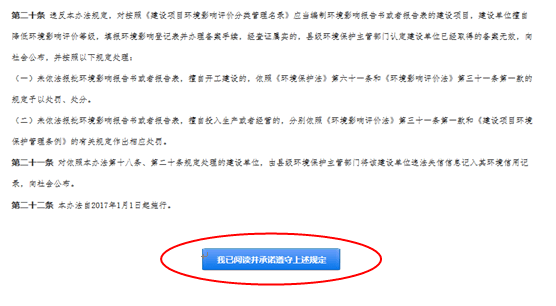 第二十条 违反本办法规定，对按照《建设项目环境影响评价分类管理名录》应当编制环境影响报告书或者报告表的建设项目，建设单位擅自
降低环境影响评价等级，填报环境影响登记表并办理备案手续，经查证属实的，县级环境保护主管部门认定建设单位已经取得的备案无效，向
社会公布，并按照以下规定处理：
（一）未依法报批环境影响报告书或者报告表，擅自开工建设的，依照《环境保护法》第六十一条和《环境影响评价法》第三十一条第一款的
规定予以处罚、处分。
（二）未依法报批环境影响报告书或者报告表，擅自投入生产或者经营的，分别依照《环境影响评价法》第三十一条第一款和《建设项目环境
保护管理条例》的有关规定作出相应处罚。
第二十一条 对依照本办法第十八条、第二十条规定处理的建设单位，由县级环境保护主管部门将该建设单位违法失信信息记入其环境信用记
录，向社会公布。
第二十二条 本办法自2017年1月1日起施行。
我已阅读并承诺遵守上述规定